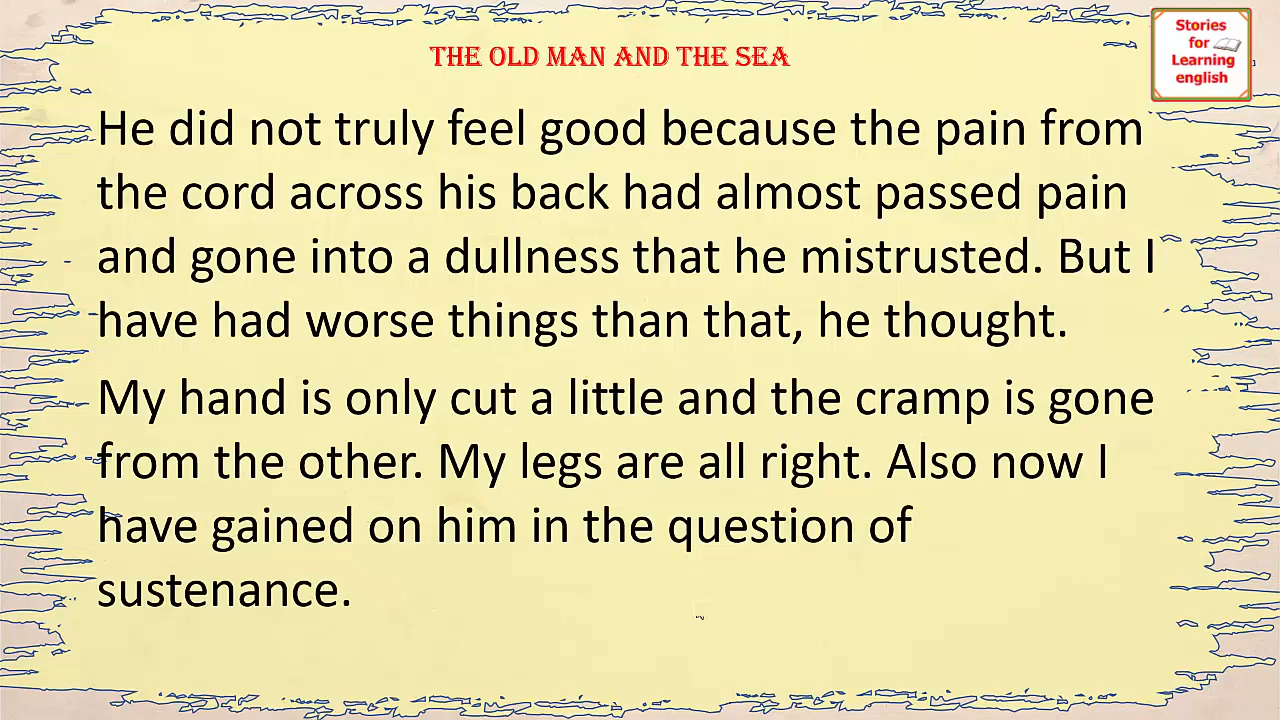 THE OLD MAN AND THE SEA
Stories
for
Learning
english
He did not truly feel good because the pain from
the cord across his back had almost passed pain
and gone into a dullness that he mistrusted. But I
have had worse things than that, he thought.
My hand is only cut a little and the cramp is gone
from the other. My legs are all right. Also now I
have gained on him in the question of
sustenance.